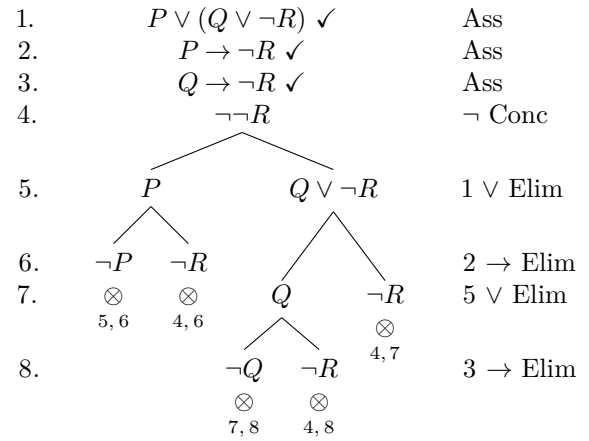 1. P ∨ (Q ∨ ¬R) ✓ Ass
2. P → ¬R ✓ Ass
3. Q → ¬R ✓ Ass
4. ¬¬R ¬ Conc
5. P Q ∨ ¬R 1 ∨ Elim
6. ¬P ¬R 2 → Elim
7. ⊗ ⊗ Q ¬R 5 ∨ Elim
5, 6 4, 6 ⊗
4, 7
8. ¬Q ¬R 3 → Elim
⊗ ⊗
7, 8 4, 8